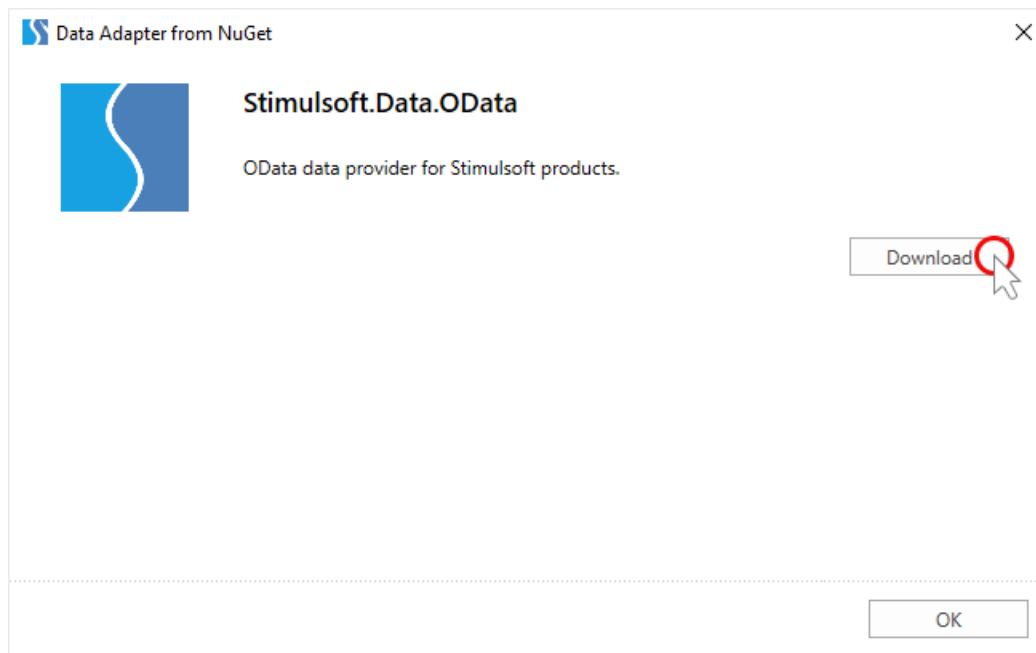 Data Adapter from NuGet
Stimulsoft.Data.OData
OData data provider for Stimulsoft products.
Download
OK